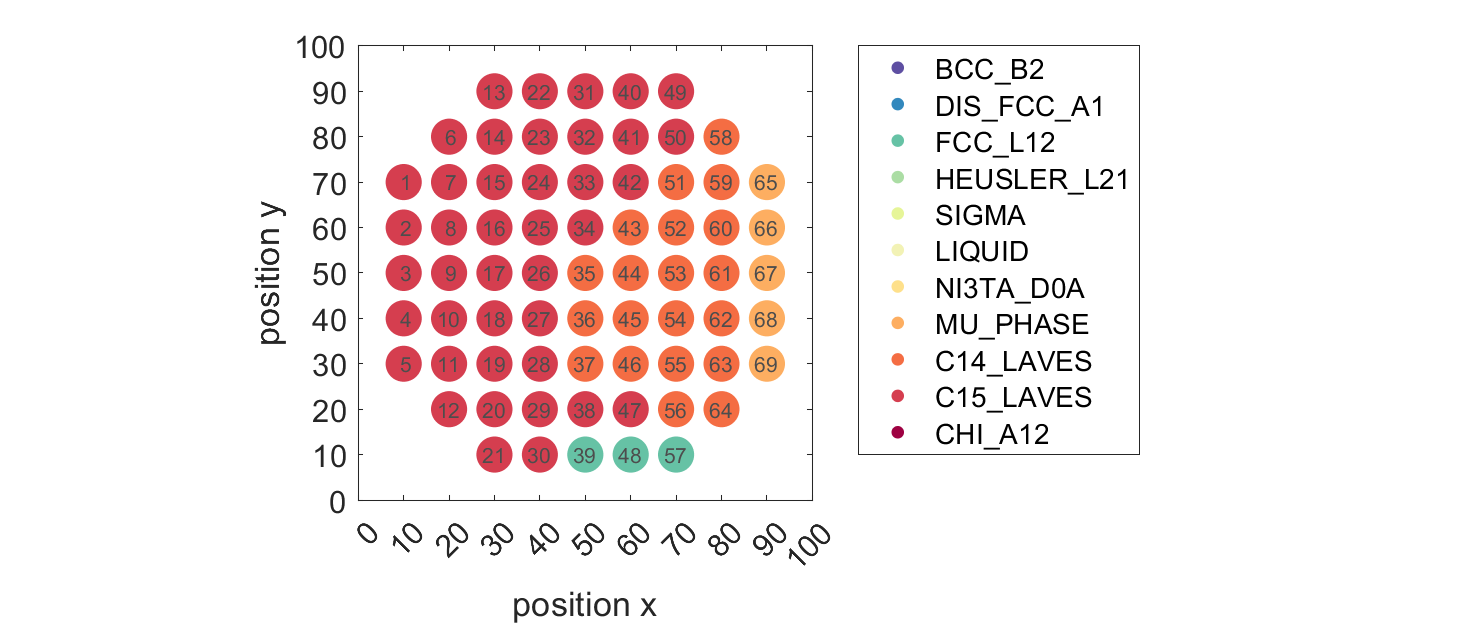 100
90
80
70
60
50
40
30
20
10
0
position y
13 22 31 40 49
6 14 23 32 41 50 58
1 7 15 24 33 42 51 59 65
2 8 16 25 34 43 52 60 66
3 9 17 26 35 44 53 61 67
4 10 18 27 36 45 54 62 68
5 11 19 28 37 46 55 63 69
12 20 29 38 47 56 64
21 30 39 48 57
0 10 20 30 40 50 60 70 80 90 100
position x
BCC_B2
DIS_FCC_A1
FCC_L12
HEUSLER_L21
SIGMA
LIQUID
NI3TA_D0A
MU_PHASE
C14_LAVES
C15_LAVES
CHI_A12